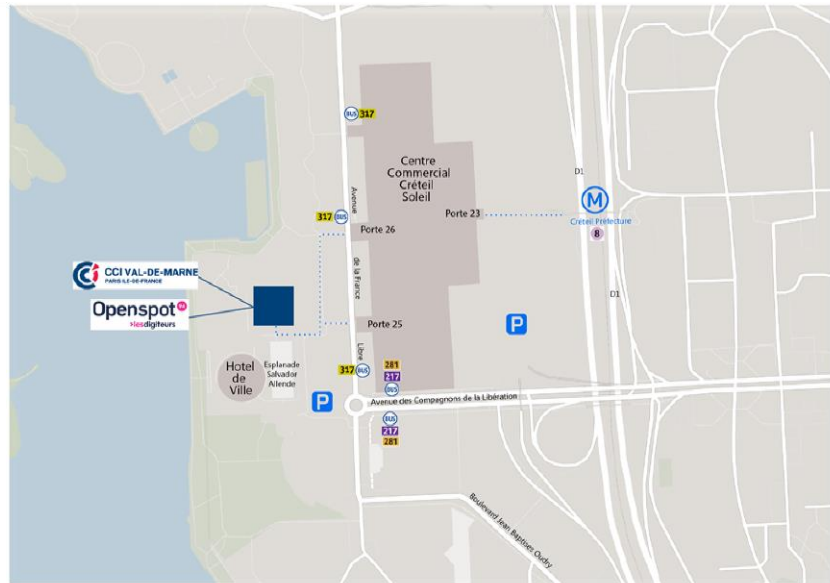 BUS 317
Centre
Commercial
Créteil
Soleil
D1
Avenue
de la France
Libre
317 BUS
Porte 23
M
Créteil Préfecture
8
Porte 26
CCI VAL-DE-MARNE
PARIS ILE-DE-FRANCE
Openspot 94
>lesdigiteurs
D1
Porte 25
P
Hotel
de
Ville
Esplanade
Salvador
Allende
317 BUS
281
217
BUS
P
Avenue des Compagnons de la Libération
BUS
217
281
Boulevard Jean Baptises Oudry